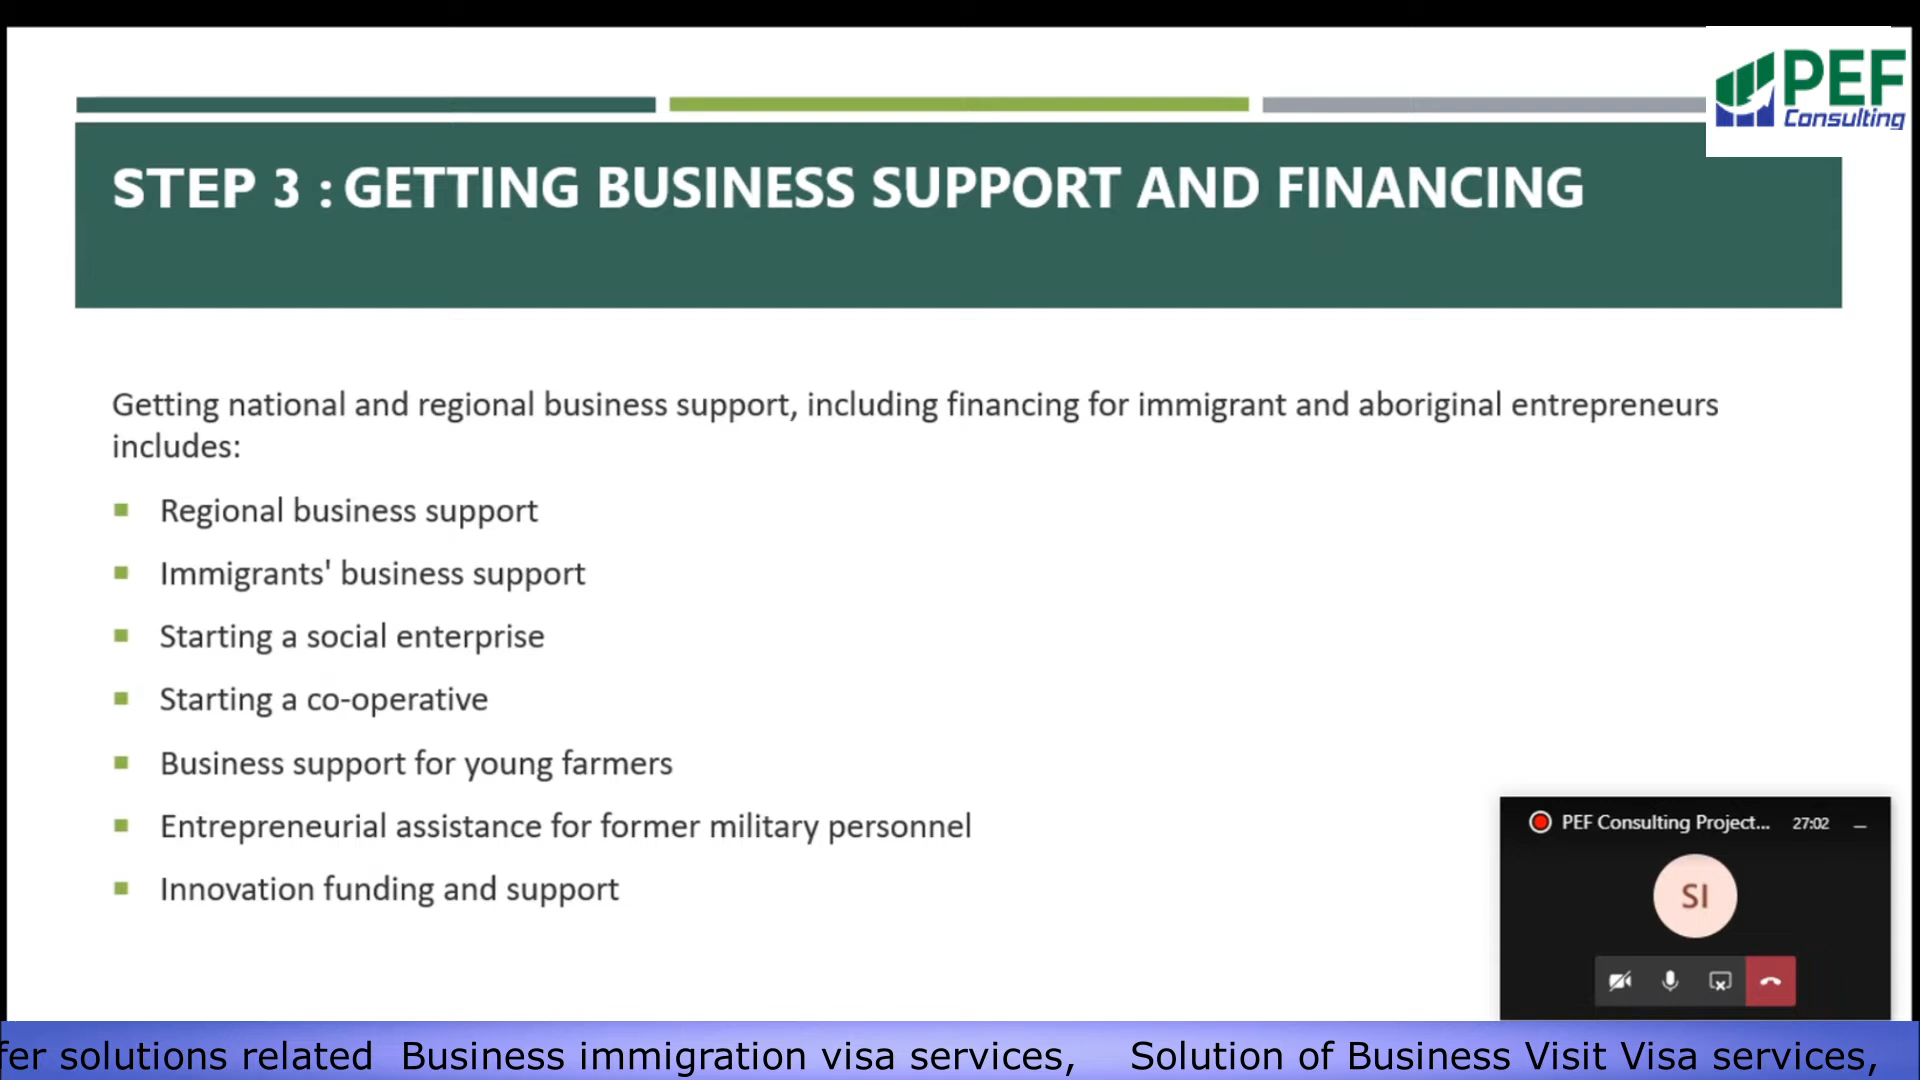 PEF
Consulting
STEP 3 : GETTING BUSINESS SUPPORT AND FINANCING
Getting national and regional business support, including financing for immigrant and aboriginal entrepreneurs
includes:
Regional business support
Immigrants' business support
Starting a social enterprise
Starting a co-operative
Business support for young farmers
Entrepreneurial assistance for former military personnel
Innovation funding and support
PEF Consulting Project... 27:02
SI
fer solutions related Business immigration visa services, Solution of Business Visit Visa services,